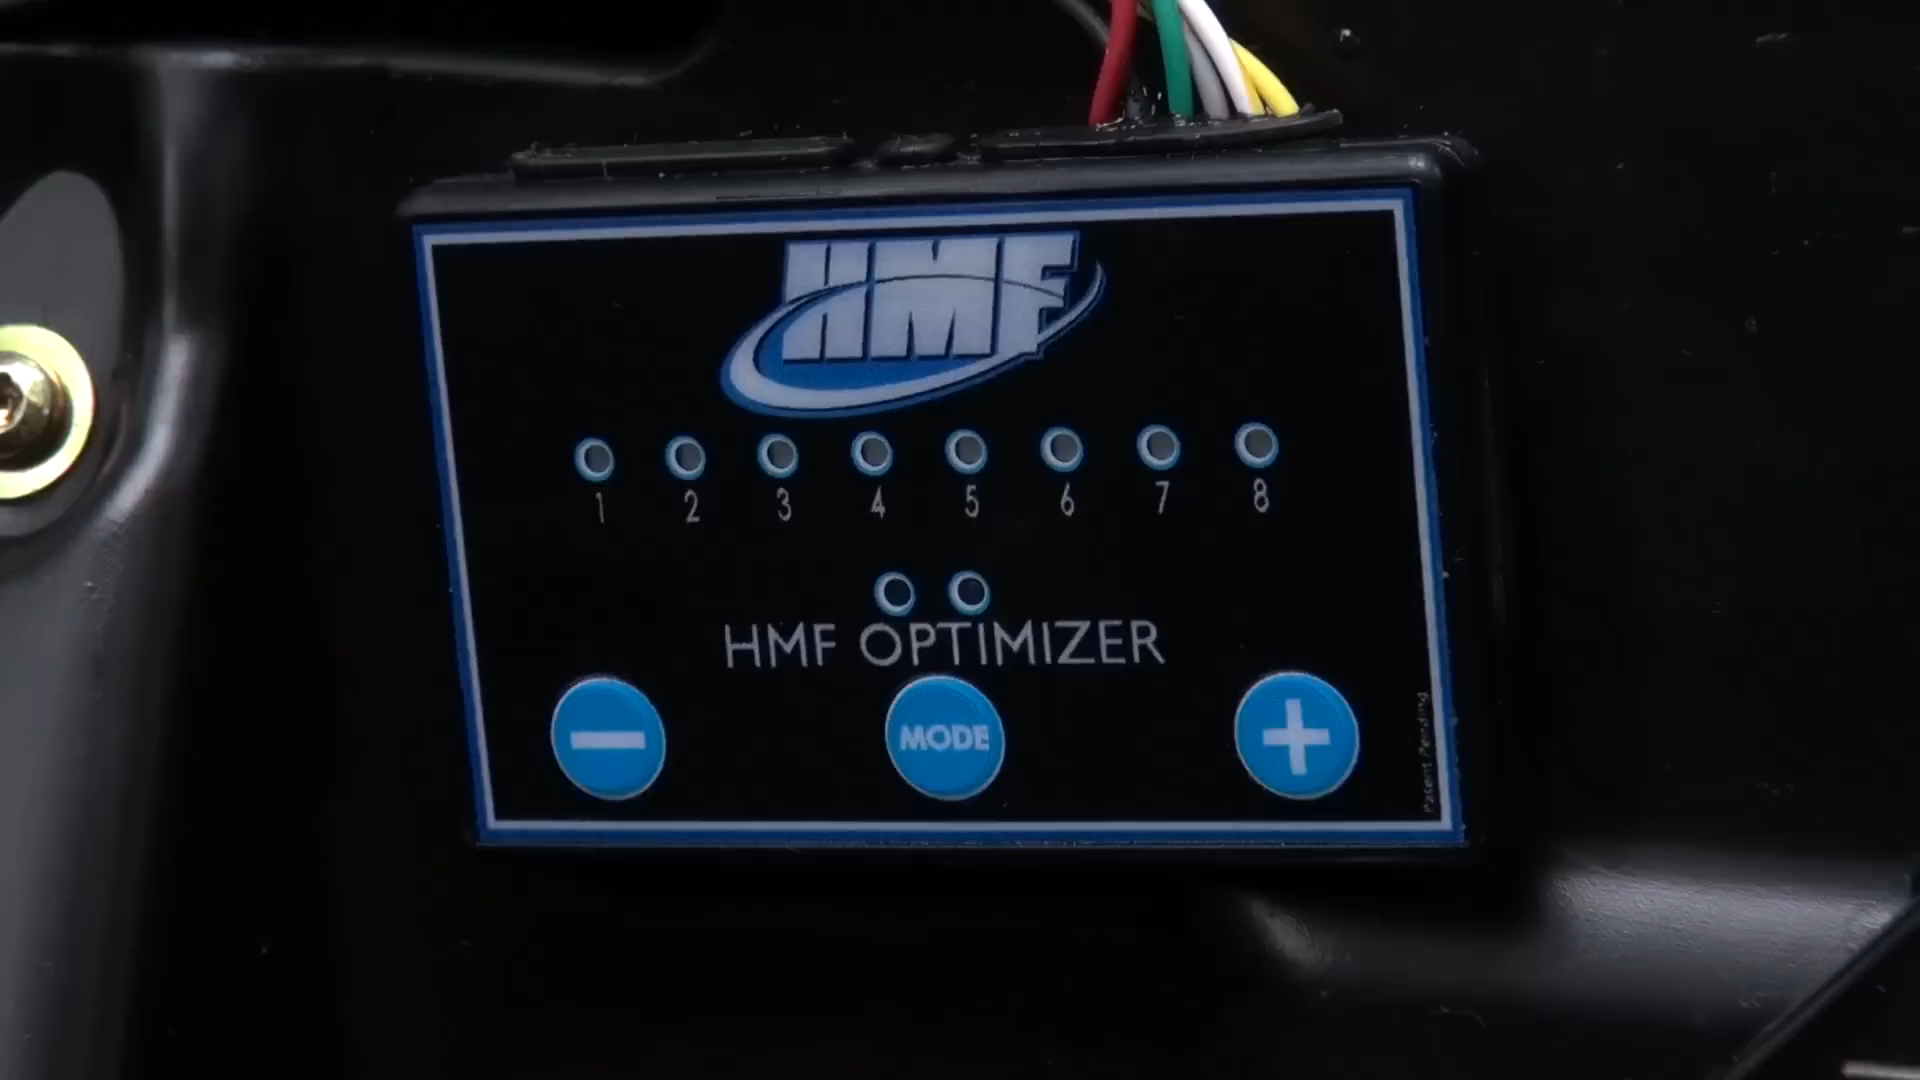 HMF
1 2 3 4 5 6 7 8
HMF OPTIMIZER
MODE
Patent Pending